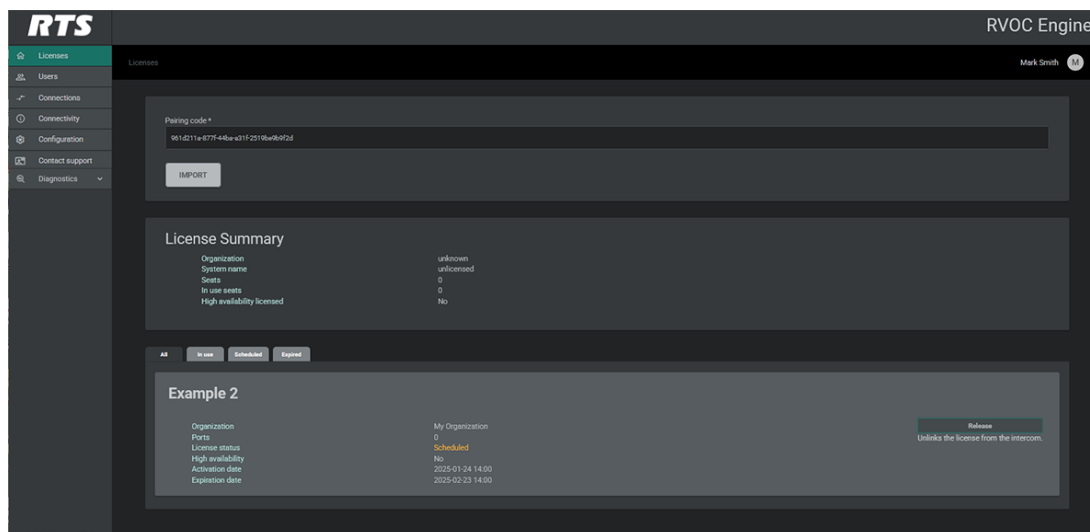 RTS
RVOC Engine
Licenses
Users
Connections
Connectivity
Configuration
Contact support
Diagnostics
Licenses
Mark Smith
M
Pairing code *
961d211a-877f-44ba-a31f-2519ba9b9f2d
IMPORT
License Summary
Organization unknown
System name unlicensed
Seats 0
In use seats 0
High availability licensed No
All In use Scheduled Expired
Example 2
Organization My Organization
Ports 0
License status Scheduled
High availability No
Activation date 2025-01-24 14:00
Expiration date 2025-02-23 14:00
Release
Unlinks the license from the intercom.